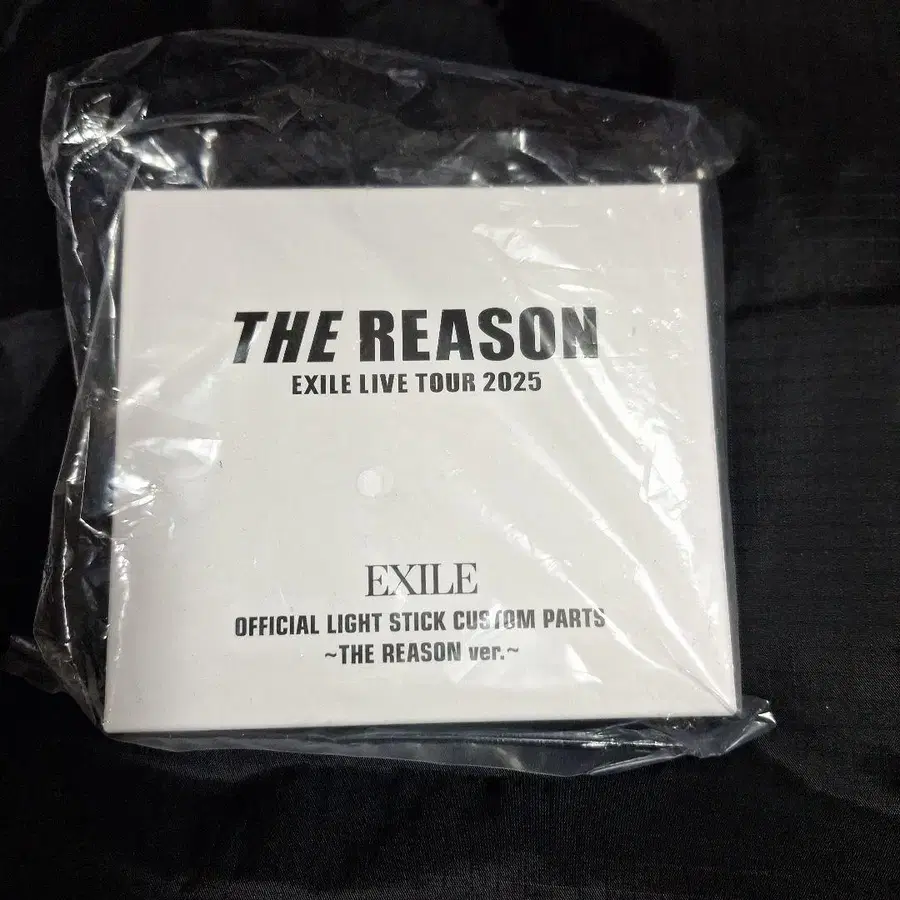 THE REASON
EXILE LIVE TOUR 2025
EXILE
OFFICIAL LIGHT STICK CUSTOM PARTS
~THE REASON ver.~